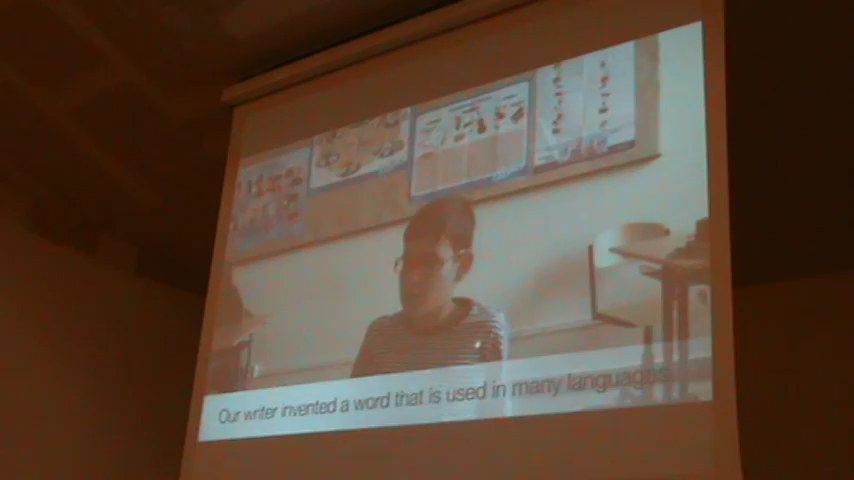 Our writer invented a word that is used in many languages.